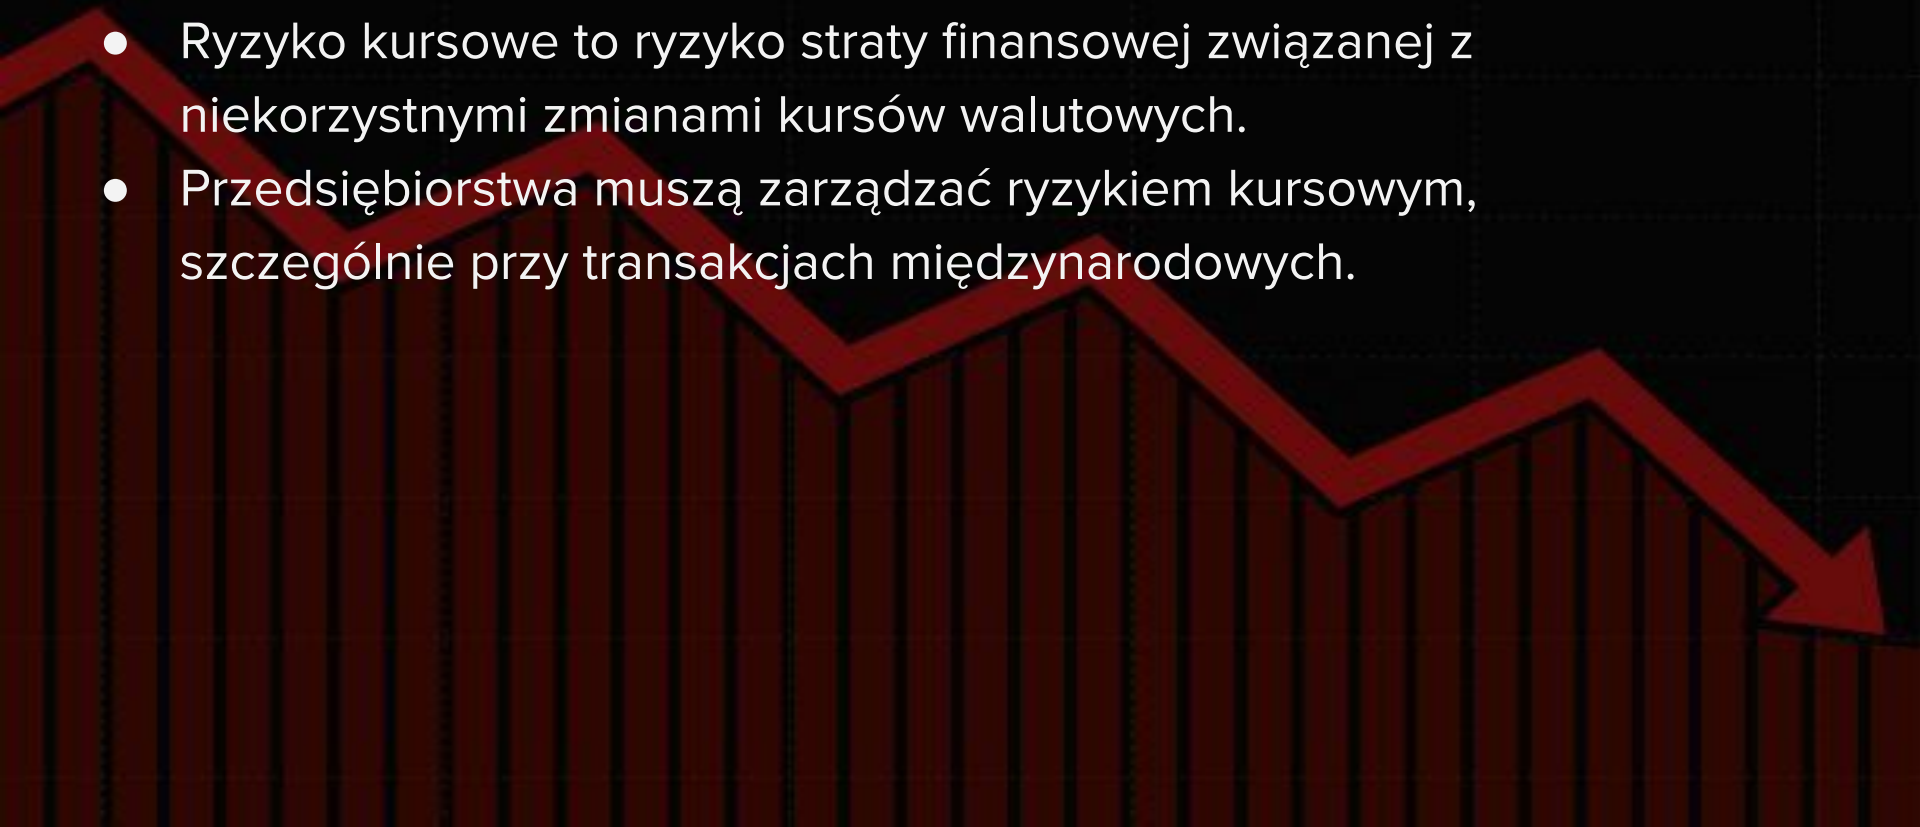 ● Ryzyko kursowe to ryzyko straty finansowej związanej z
niekorzystnymi zmianami kursów walutowych.
● Przedsiębiorstwa muszą zarządzać ryzykiem kursowym,
szczególnie przy transakcjach międzynarodowych.